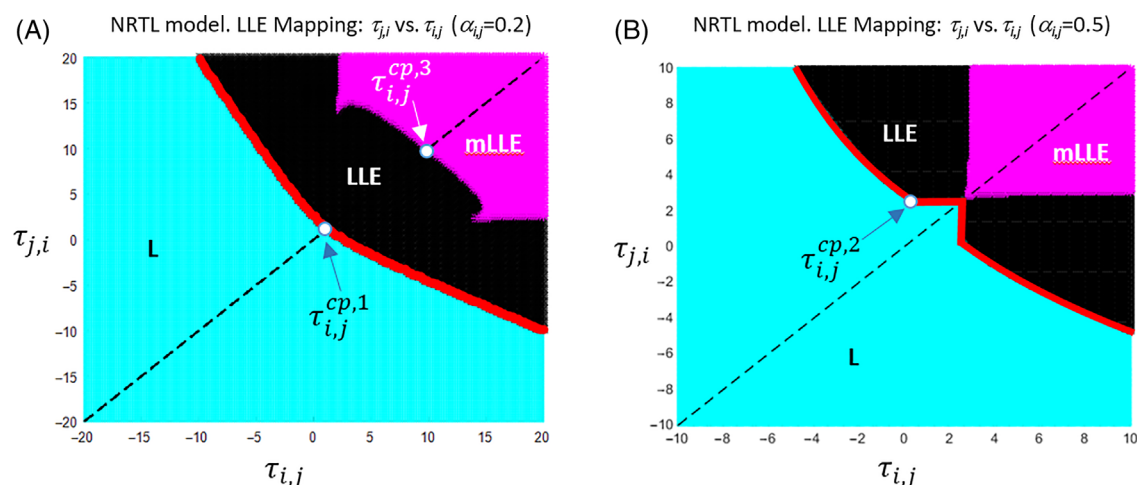 (A)
NRTL model. LLE Mapping: τj,i vs. τi,j (αi,j=0.2)
20
15
10
5
0
−5
−10
−15
−20
τj,i
τi,j^cp,3
mLLE
LLE
L
τi,j^cp,1
−20 −15 −10 −5 0 5 10 15 20
τi,j
(B)
NRTL model. LLE Mapping: τj,i vs. τi,j (αi,j=0.5)
10
8
6
4
2
0
−2
−4
−6
−8
−10
τj,i
LLE
mLLE
τi,j^cp,2
L
−10 −8 −6 −4 −2 0 2 4 6 8 10
τi,j